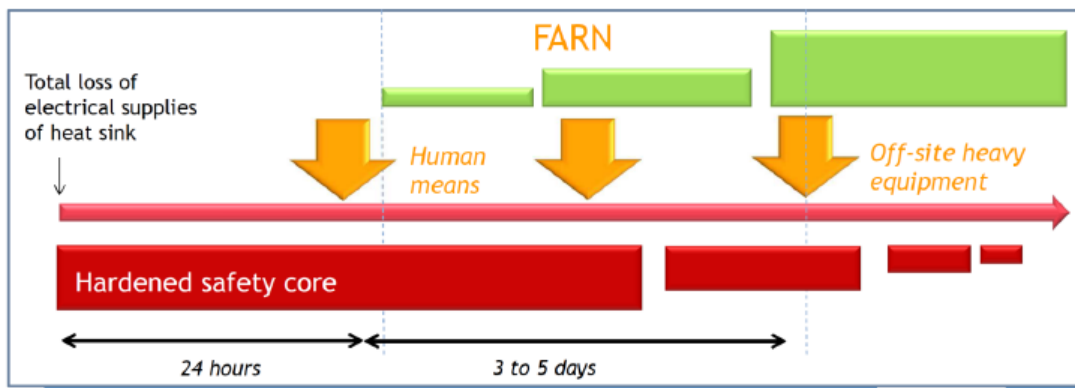 FARN
Total loss of
electrical supplies
of heat sink
Human
means
Off-site heavy
equipment
Hardened safety core
24 hours
3 to 5 days